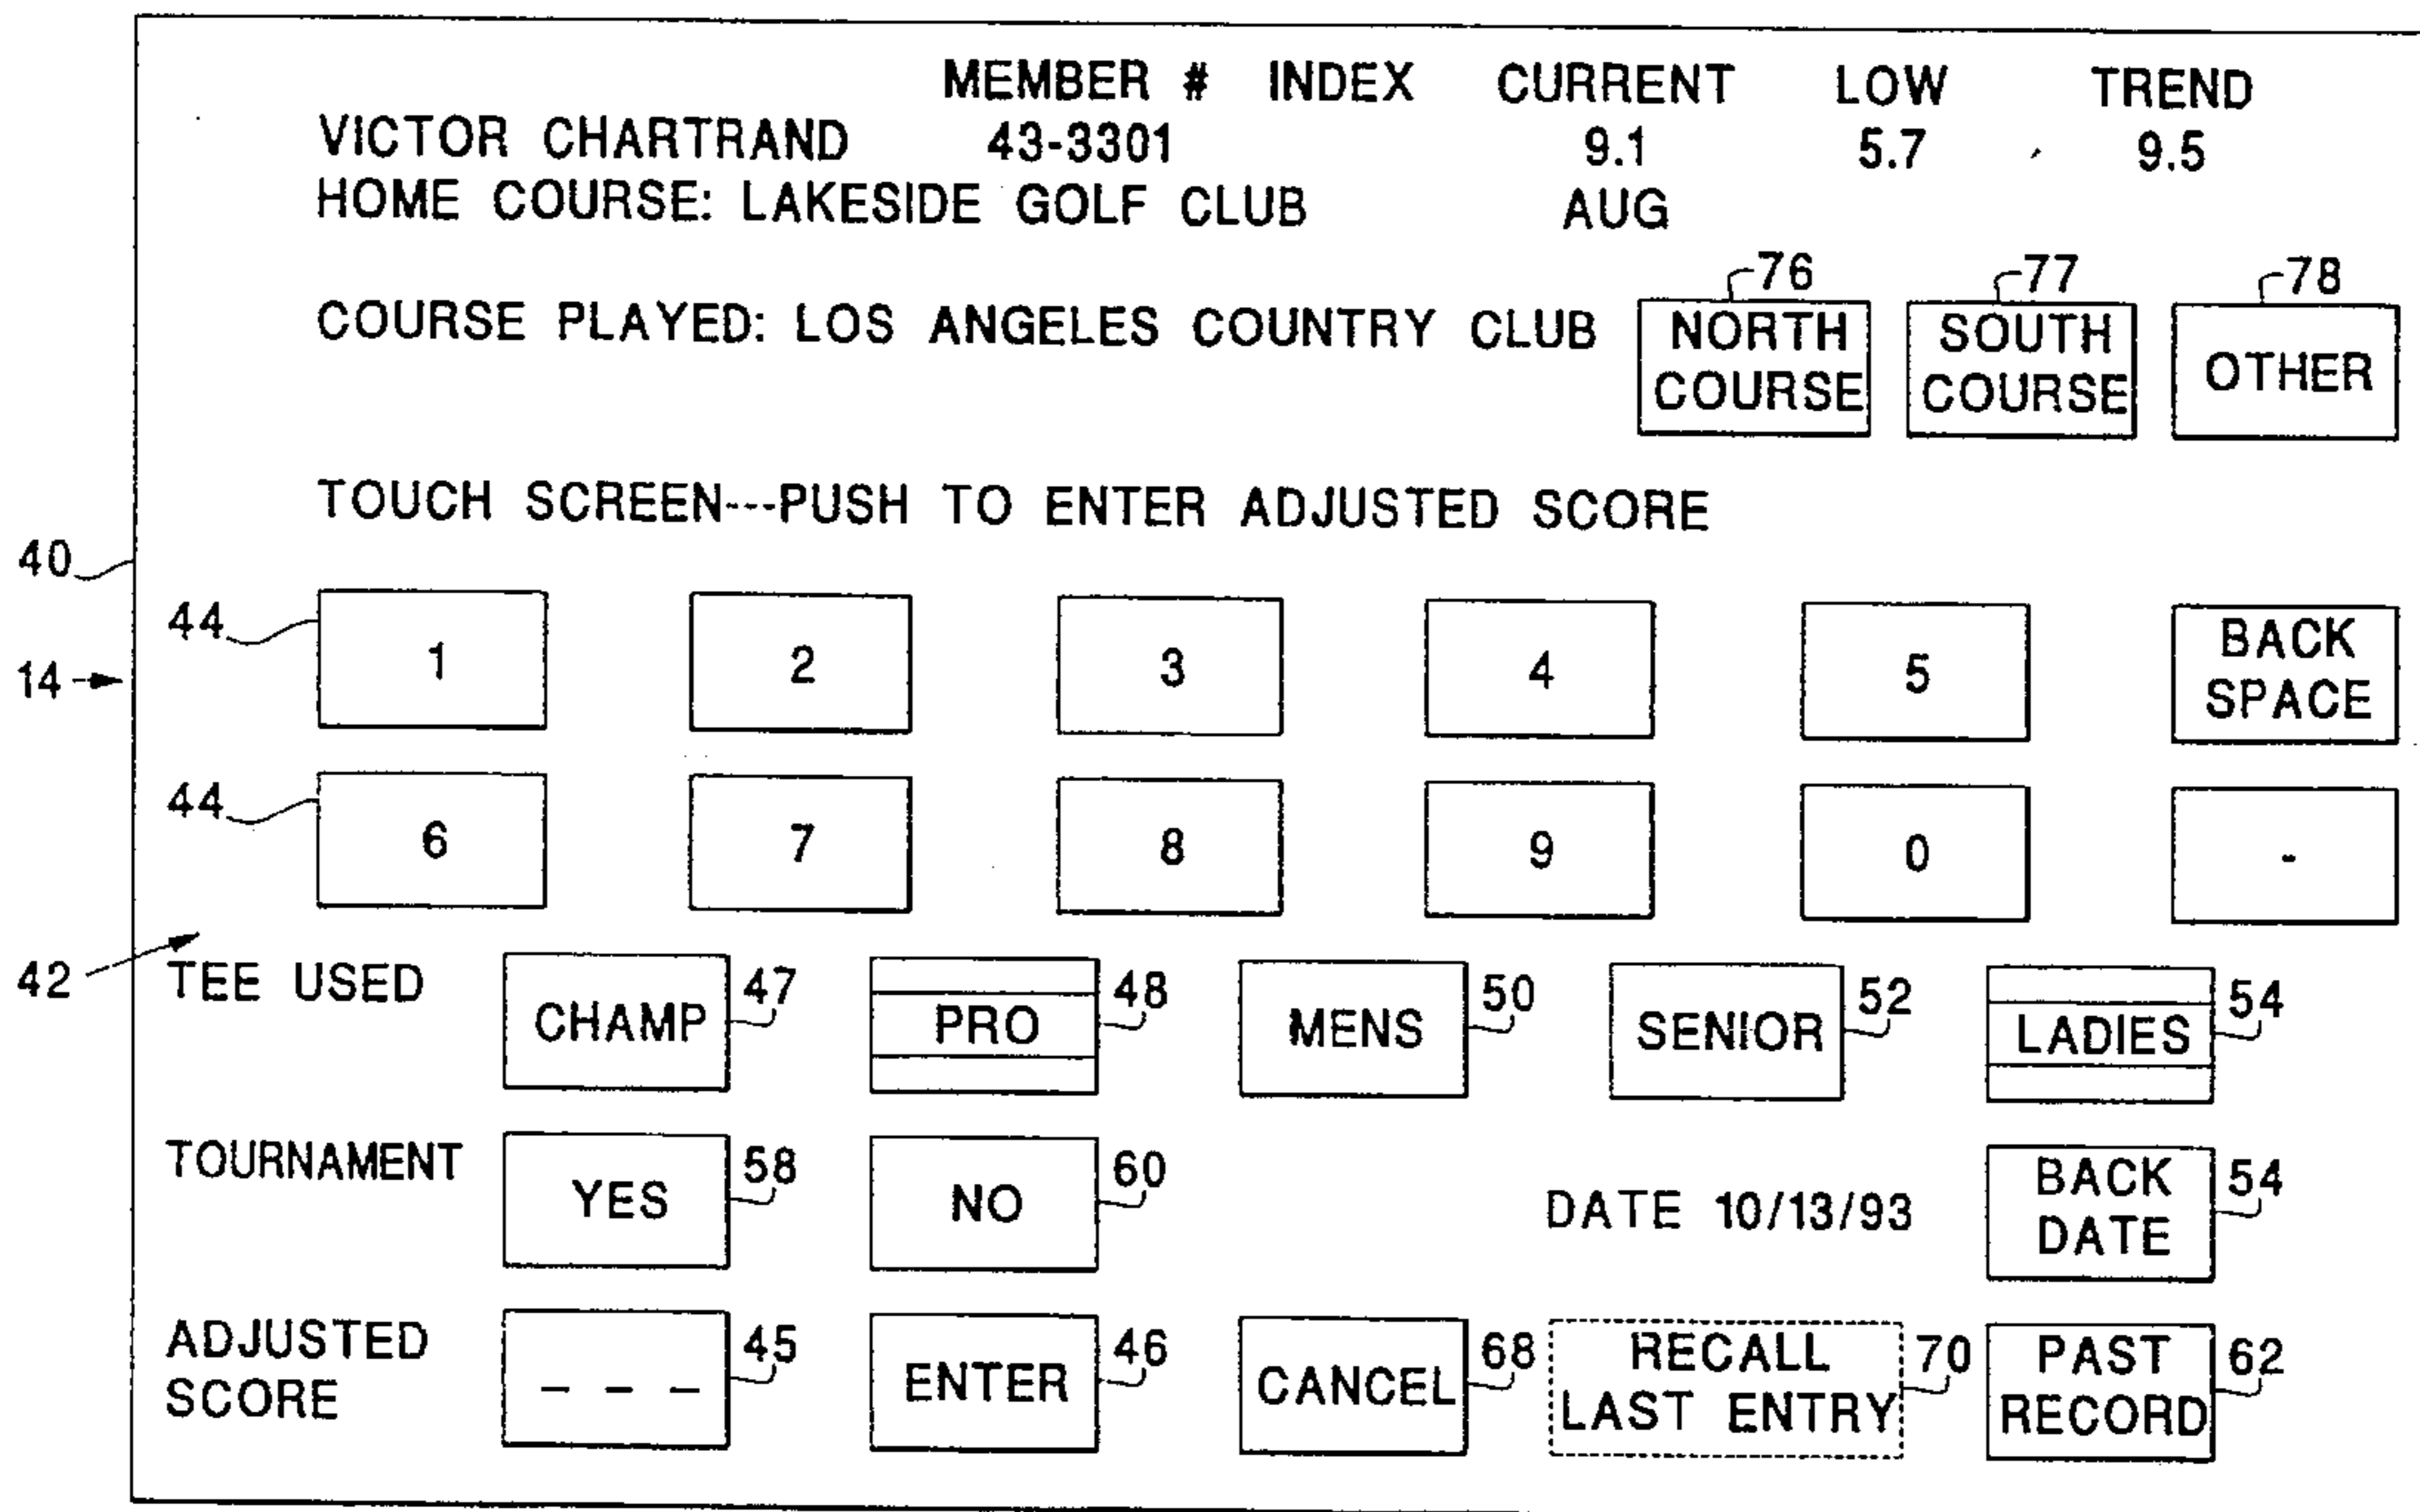 MEMBER # INDEX CURRENT LOW TREND
VICTOR CHARTRAND 43-3301 9.1 5.7 9.5
HOME COURSE: LAKESIDE GOLF CLUB AUG
76 77 78
COURSE PLAYED: LOS ANGELES COUNTRY CLUB NORTH COURSE SOUTH COURSE OTHER
TOUCH SCREEN---PUSH TO ENTER ADJUSTED SCORE
40
44 1 2 3 4 5 BACK SPACE
14
44 6 7 8 9 0 -
42
TEE USED CHAMP 47 PRO 48 MENS 50 SENIOR 52 LADIES 54
TOURNAMENT YES 58 NO 60 DATE 10/13/93 BACK DATE 54
ADJUSTED SCORE _ _ _ 45 ENTER 46 CANCEL 68 RECALL LAST ENTRY 70 PAST RECORD 62